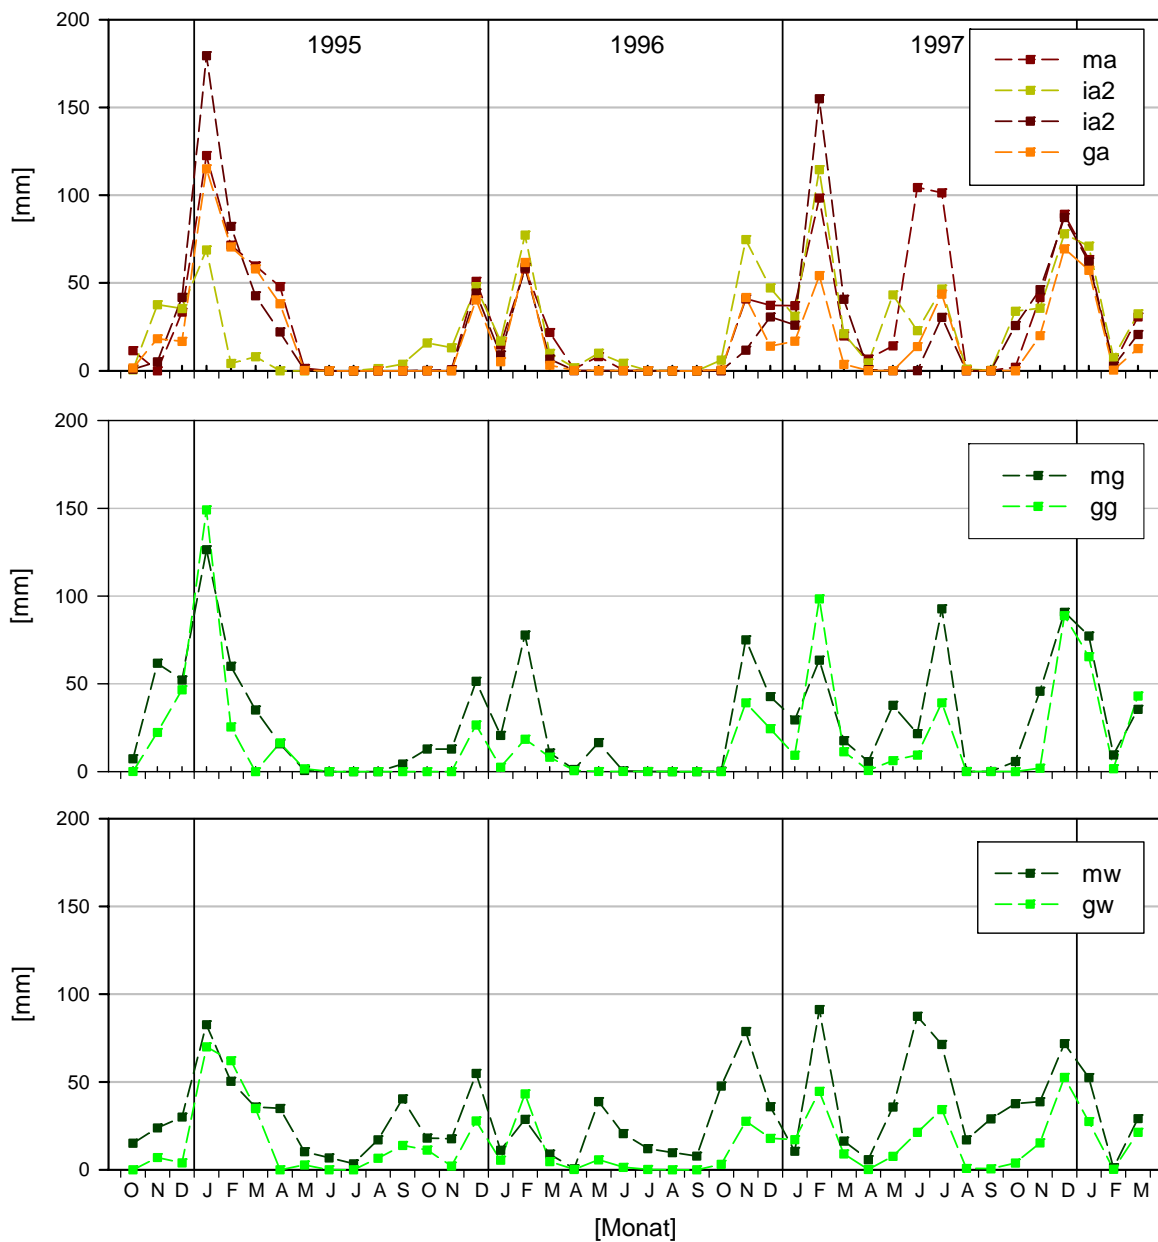 1995 1996 1997
200
150
100
50
0
[mm]
ma
ia2
ia2
ga
200
150
100
50
0
[mm]
mg
gg
200
150
100
50
0
[mm]
mw
gw
O N D J F M A M J J A S O N D J F M A M J J A S O N D J F M A M J J A S O N D J F M
[Monat]